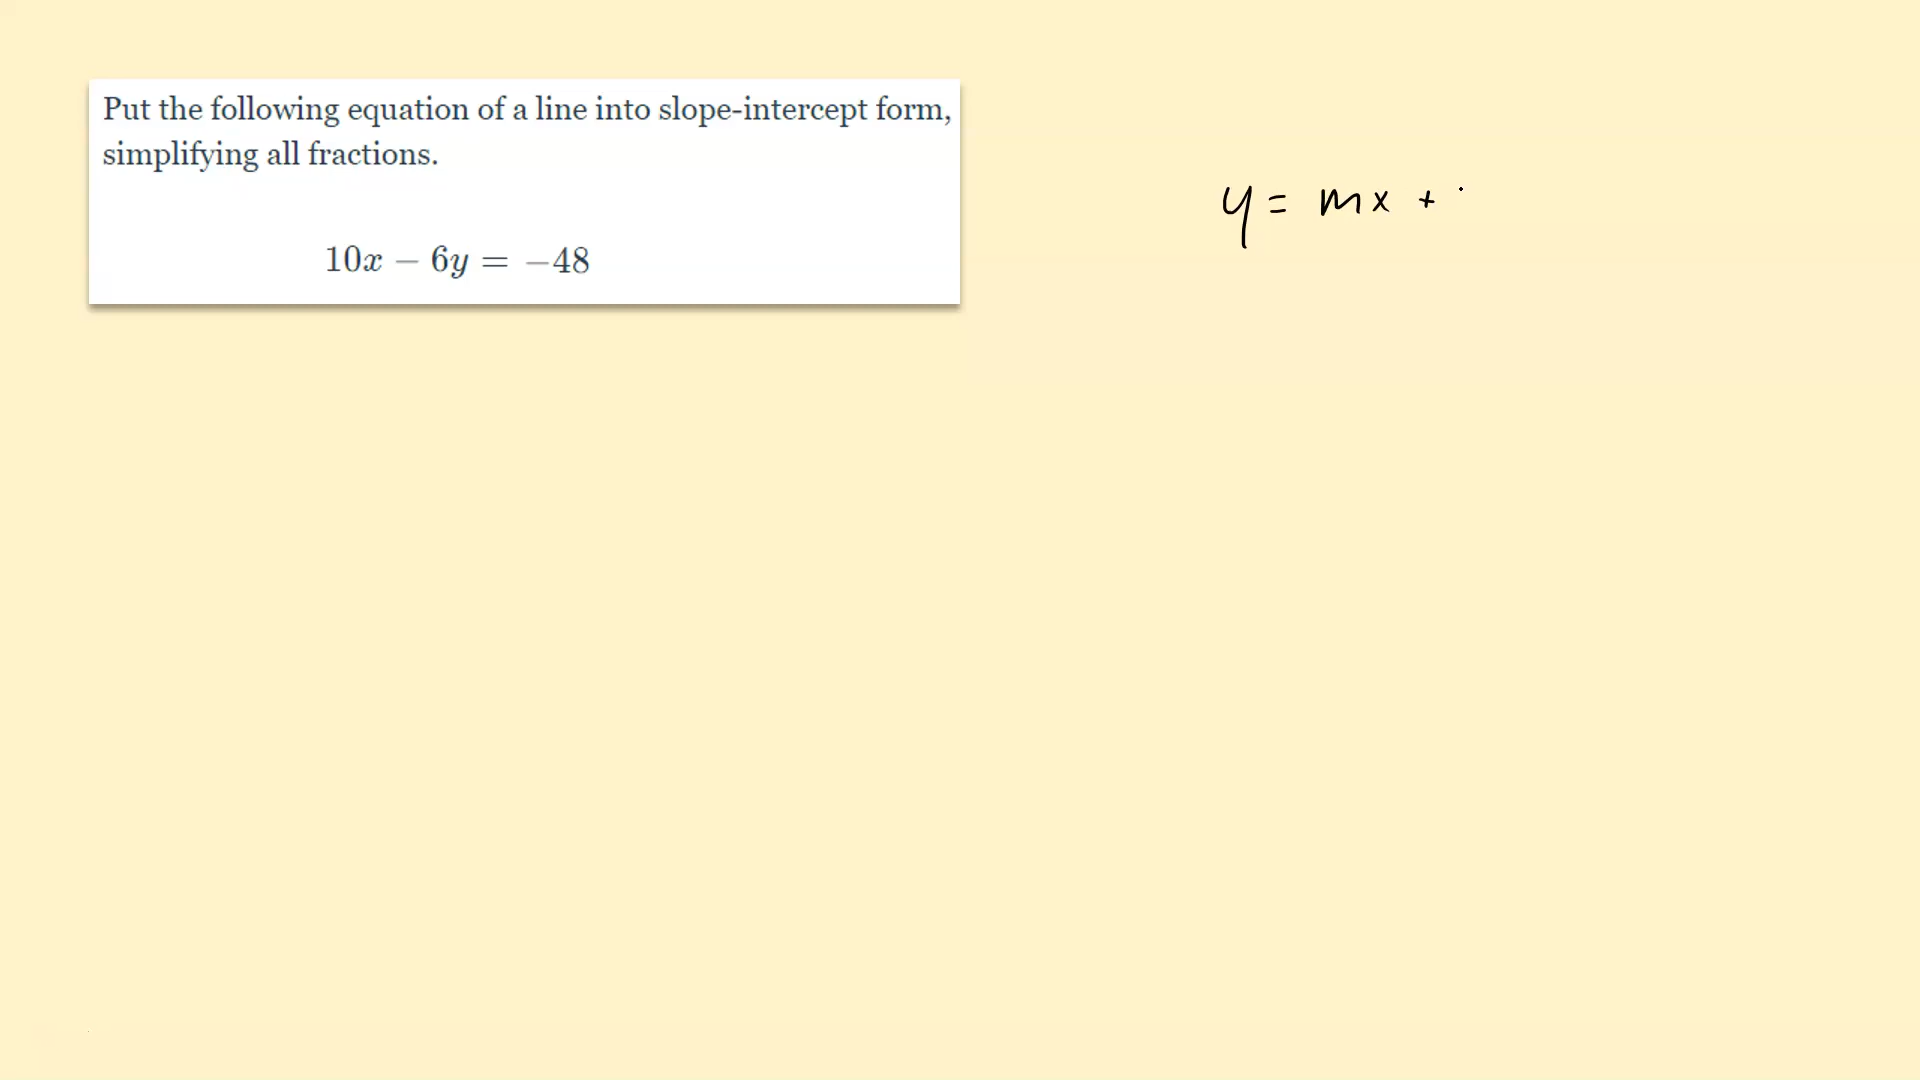 Put the following equation of a line into slope-intercept form,
simplifying all fractions.
10x − 6y = −48
y = mx +